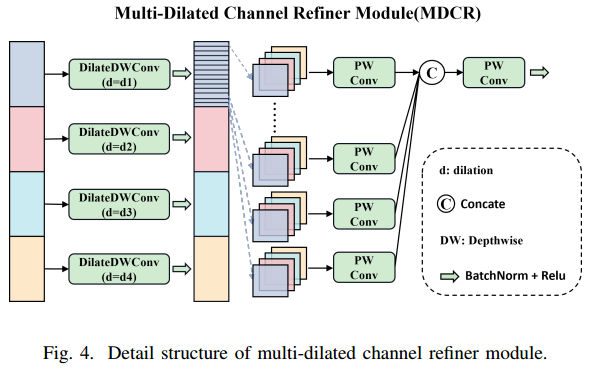 Multi-Dilated Channel Refiner Module(MDCR)
DilateDWConv
(d=d1)
DilateDWConv
(d=d2)
DilateDWConv
(d=d3)
DilateDWConv
(d=d4)
PW
Conv
PW
Conv
PW
Conv
PW
Conv
C
PW
Conv
d: dilation
C Concate
DW: Depthwise
BatchNorm + Relu
Fig. 4. Detail structure of multi-dilated channel refiner module.